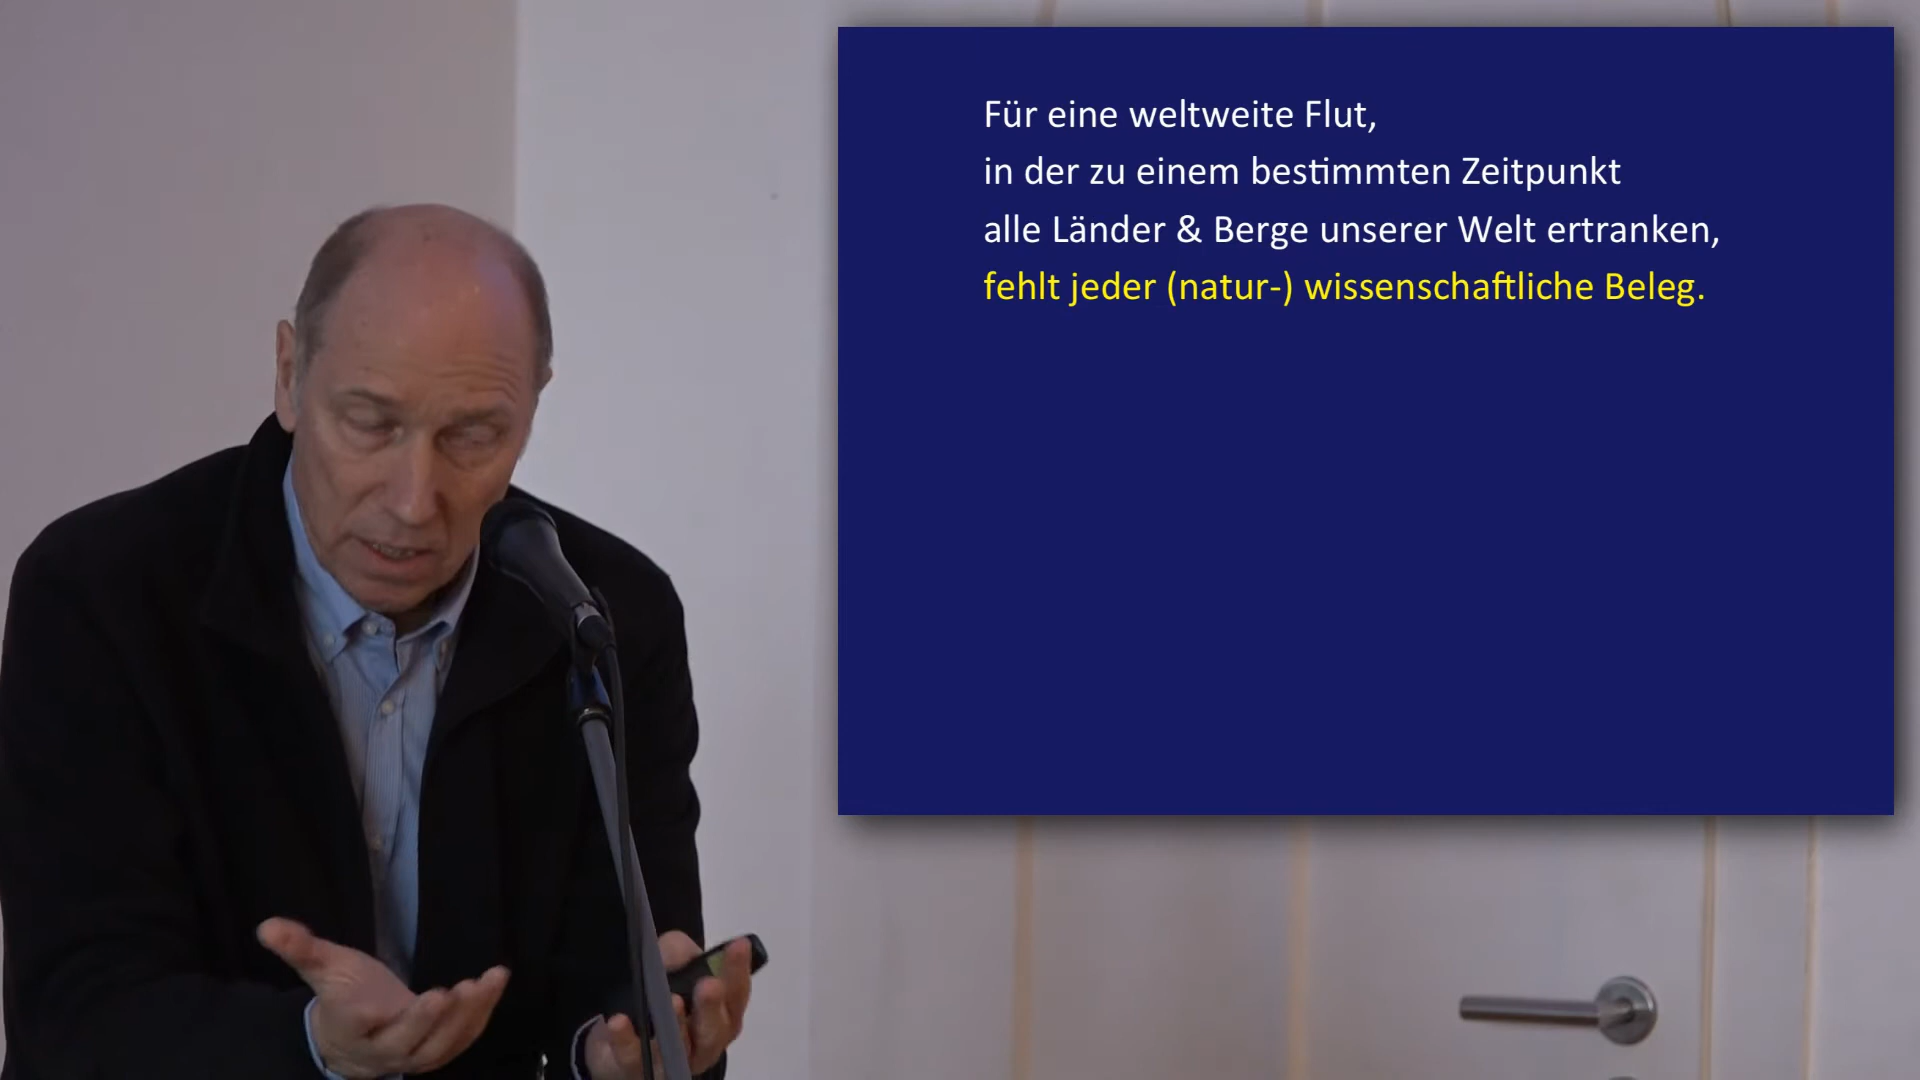 Für eine weltweite Flut,
in der zu einem bestimmten Zeitpunkt
alle Länder & Berge unserer Welt ertranken,
fehlt jeder (natur-) wissenschaftliche Beleg.